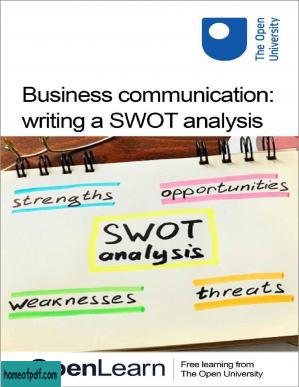 The Open
University
Business communication:
writing a SWOT analysis
strengths
opportunities
SWOT
analysis
weaknesses
threats
homeofpdf.com
OpenLearn
Free learning from
The Open University